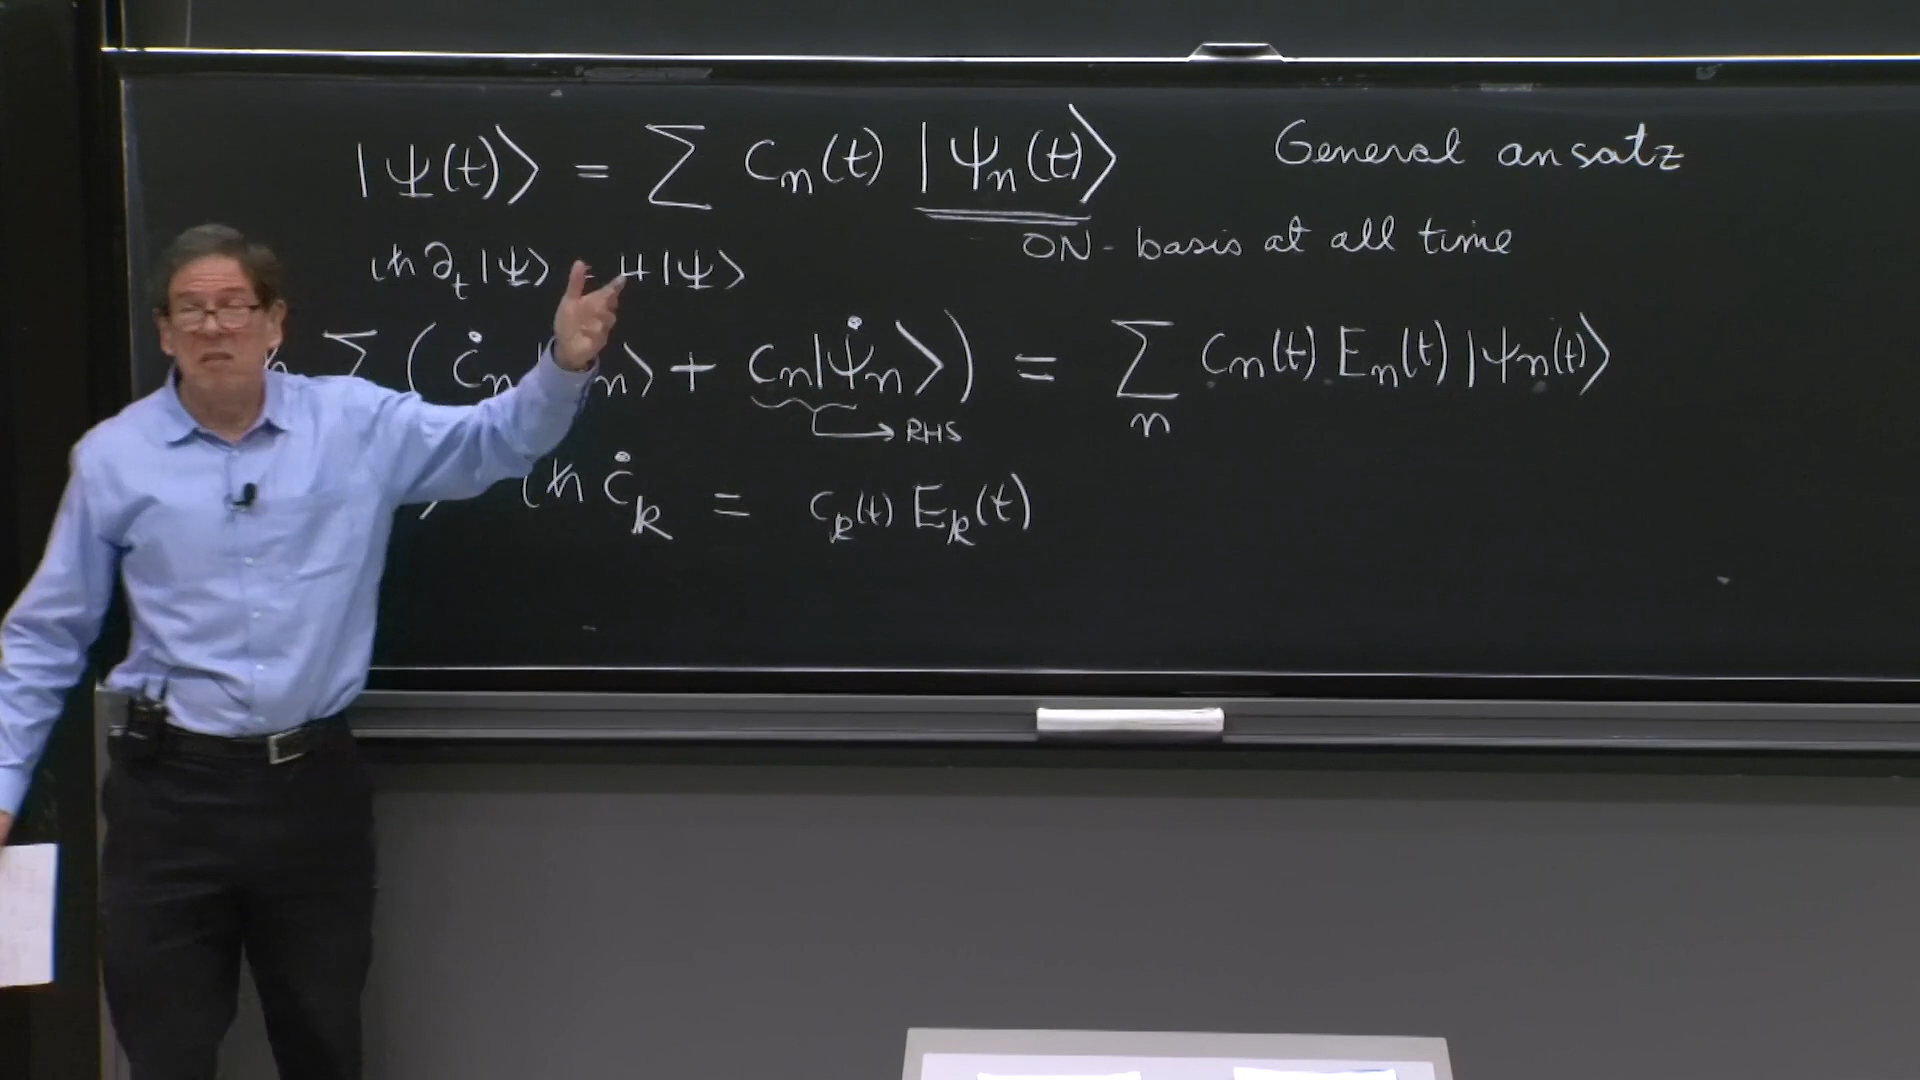 |Ψ(t)⟩ = ∑ cₙ(t) |ψₙ(t)⟩ General ansatz
ON-basis at all time
iħ ∂ₜ|Ψ⟩ = H|Ψ⟩
∑ (ċₙ |ψₙ⟩ + cₙ|ψ̇ₙ⟩) = ∑ₙ cₙ(t) Eₙ(t) |ψₙ(t)⟩
→ RHS
iħ ċₖ = cₖ(t) Eₖ(t)